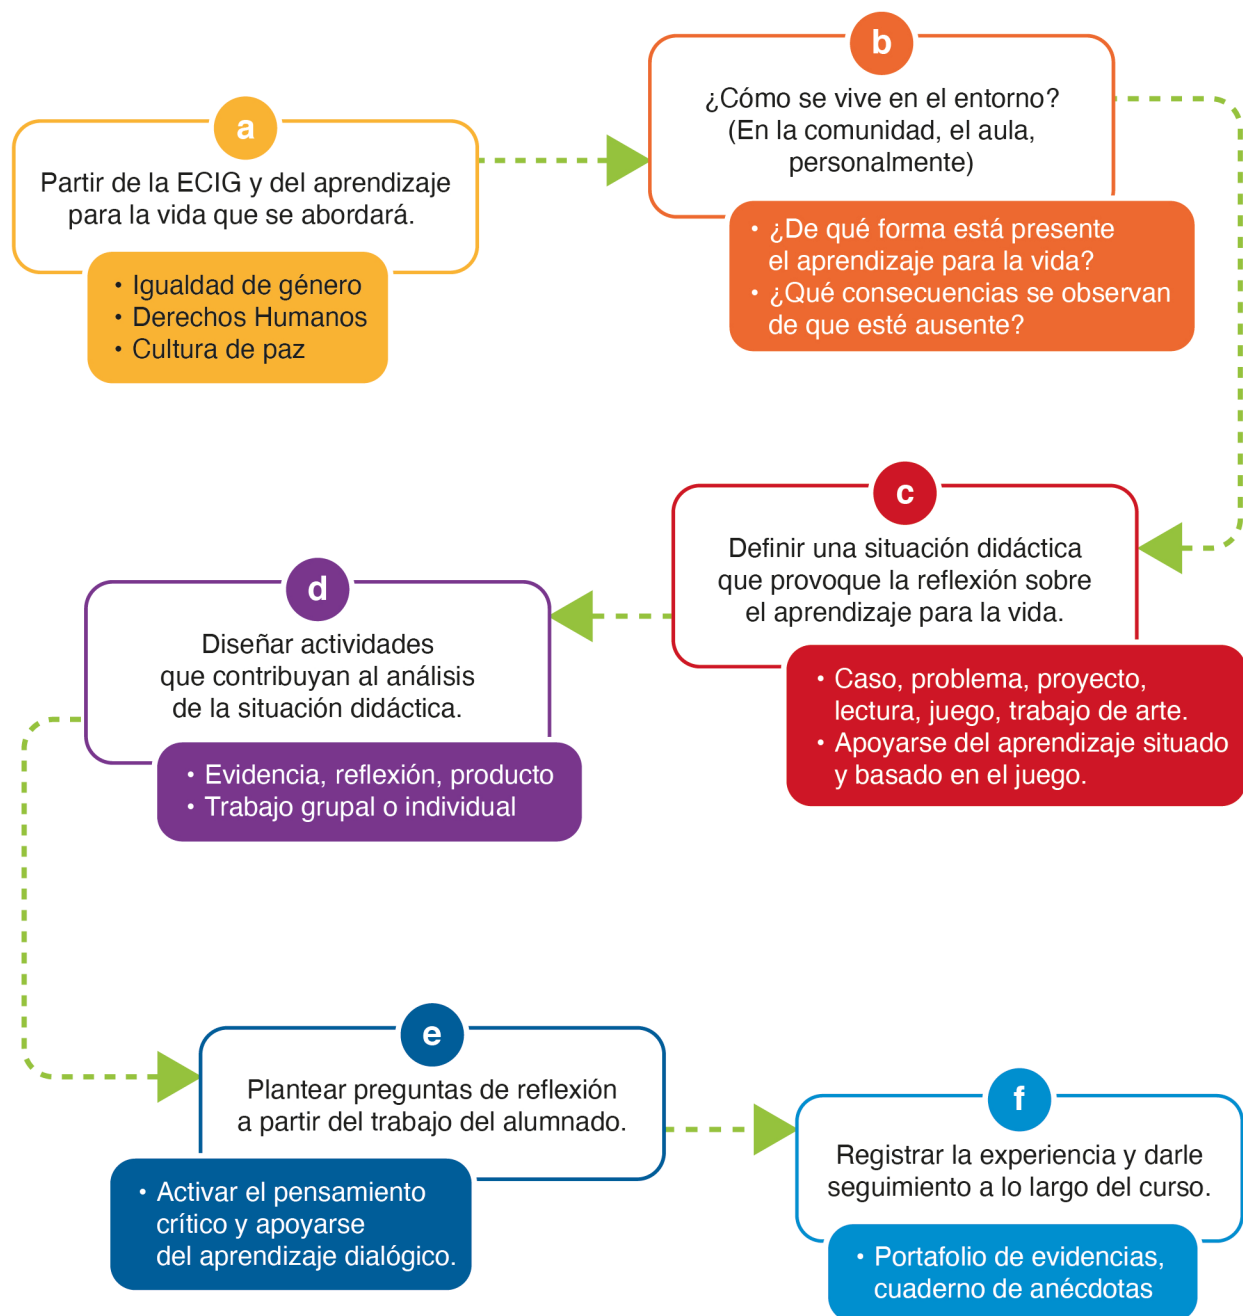 a
Partir de la ECIG y del aprendizaje
para la vida que se abordará.
• Igualdad de género
• Derechos Humanos
• Cultura de paz
b
¿Cómo se vive en el entorno?
(En la comunidad, el aula,
personalmente)
• ¿De qué forma está presente
el aprendizaje para la vida?
• ¿Qué consecuencias se observan
de que esté ausente?
c
Definir una situación didáctica
que provoque la reflexión sobre
el aprendizaje para la vida.
• Caso, problema, proyecto,
lectura, juego, trabajo de arte.
• Apoyarse del aprendizaje situado
y basado en el juego.
d
Diseñar actividades
que contribuyan al análisis
de la situación didáctica.
• Evidencia, reflexión, producto
• Trabajo grupal o individual
e
Plantear preguntas de reflexión
a partir del trabajo del alumnado.
• Activar el pensamiento
crítico y apoyarse
del aprendizaje dialógico.
f
Registrar la experiencia y darle
seguimiento a lo largo del curso.
• Portafolio de evidencias,
cuaderno de anécdotas